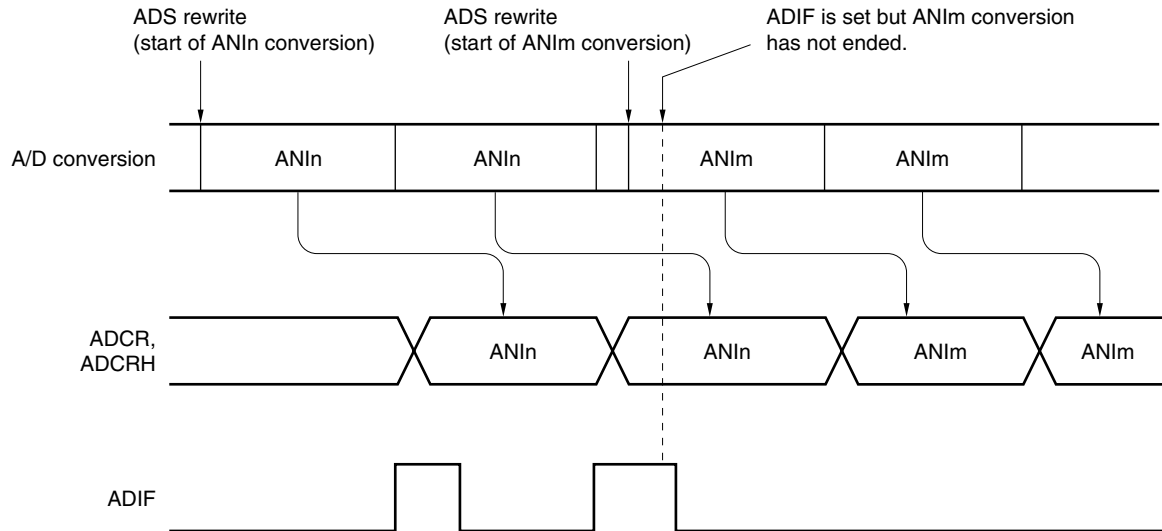 ADS rewrite
(start of ANIn conversion)
ADS rewrite
(start of ANIm conversion)
ADIF is set but ANIm conversion
has not ended.
A/D conversion
ANIn
ANIn
ANIm
ANIm
ADCR,
ADCRH
ANIn
ANIn
ANIm
ANIm
ADIF